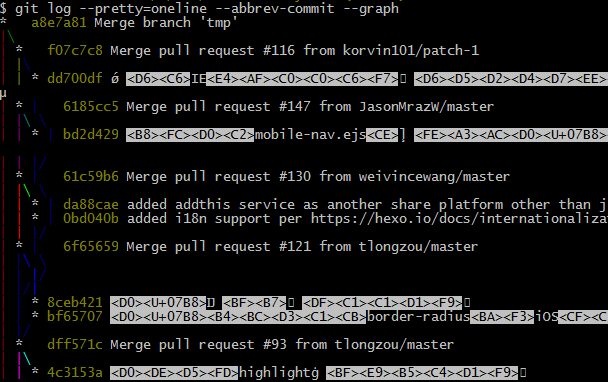 $ git log --pretty=oneline --abbrev-commit --graph
* a8e7a81 Merge branch 'tmp'
* f07c7c8 Merge pull request #116 from korvin101/patch-1
* dd700df <D6><C6>IE<E4><AF><C0><C0><C6><F7> <D6><D5><D2><D4><D7><EE>
μ
* 6185cc5 Merge pull request #147 from JasonMrazW/master
* bd2d429 <B8><FC><D0><C2>mobile-nav.ejs<CE>] <FE><A3><AC><D0><U+07B8>
* 61c59b6 Merge pull request #130 from weivincewang/master
* da88cae added addthis service as another share platform other than j
* 0bd040b added i18n support per https://hexo.io/docs/internationaliza
* 6f65659 Merge pull request #121 from tlongzou/master
* 8ceb421 <D0><U+07B8> <BF><B7> <DF><C1><C1><D1><F9>
* bf65707 <D0><U+07B8><B4><BC><D3><C1><CB>border-radius<BA><F3>iOS<CF><C
* dff571c Merge pull request #93 from tlongzou/master
* 4c3153a <D0><DE><D5><FD>highlightģ <BF><E9><B5><C4><D1><F9>